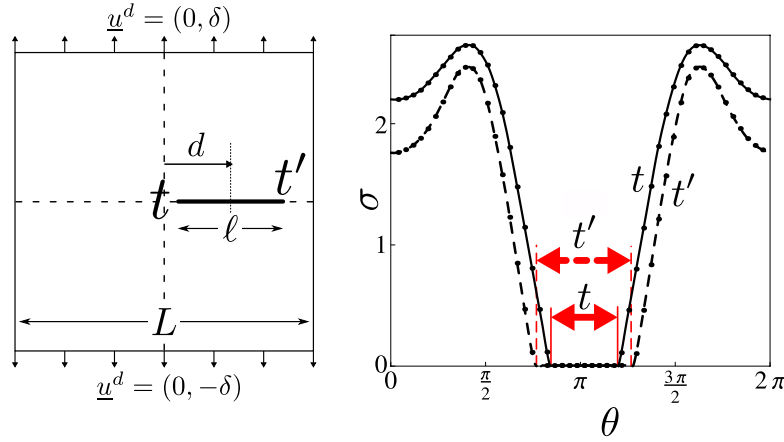 u^d = (0, δ)
d
t
t′
ℓ
L
u^d = (0, −δ)
σ
2
1
0
t
t′
t′
t
0
π/2
π
3π/2
2π
θ